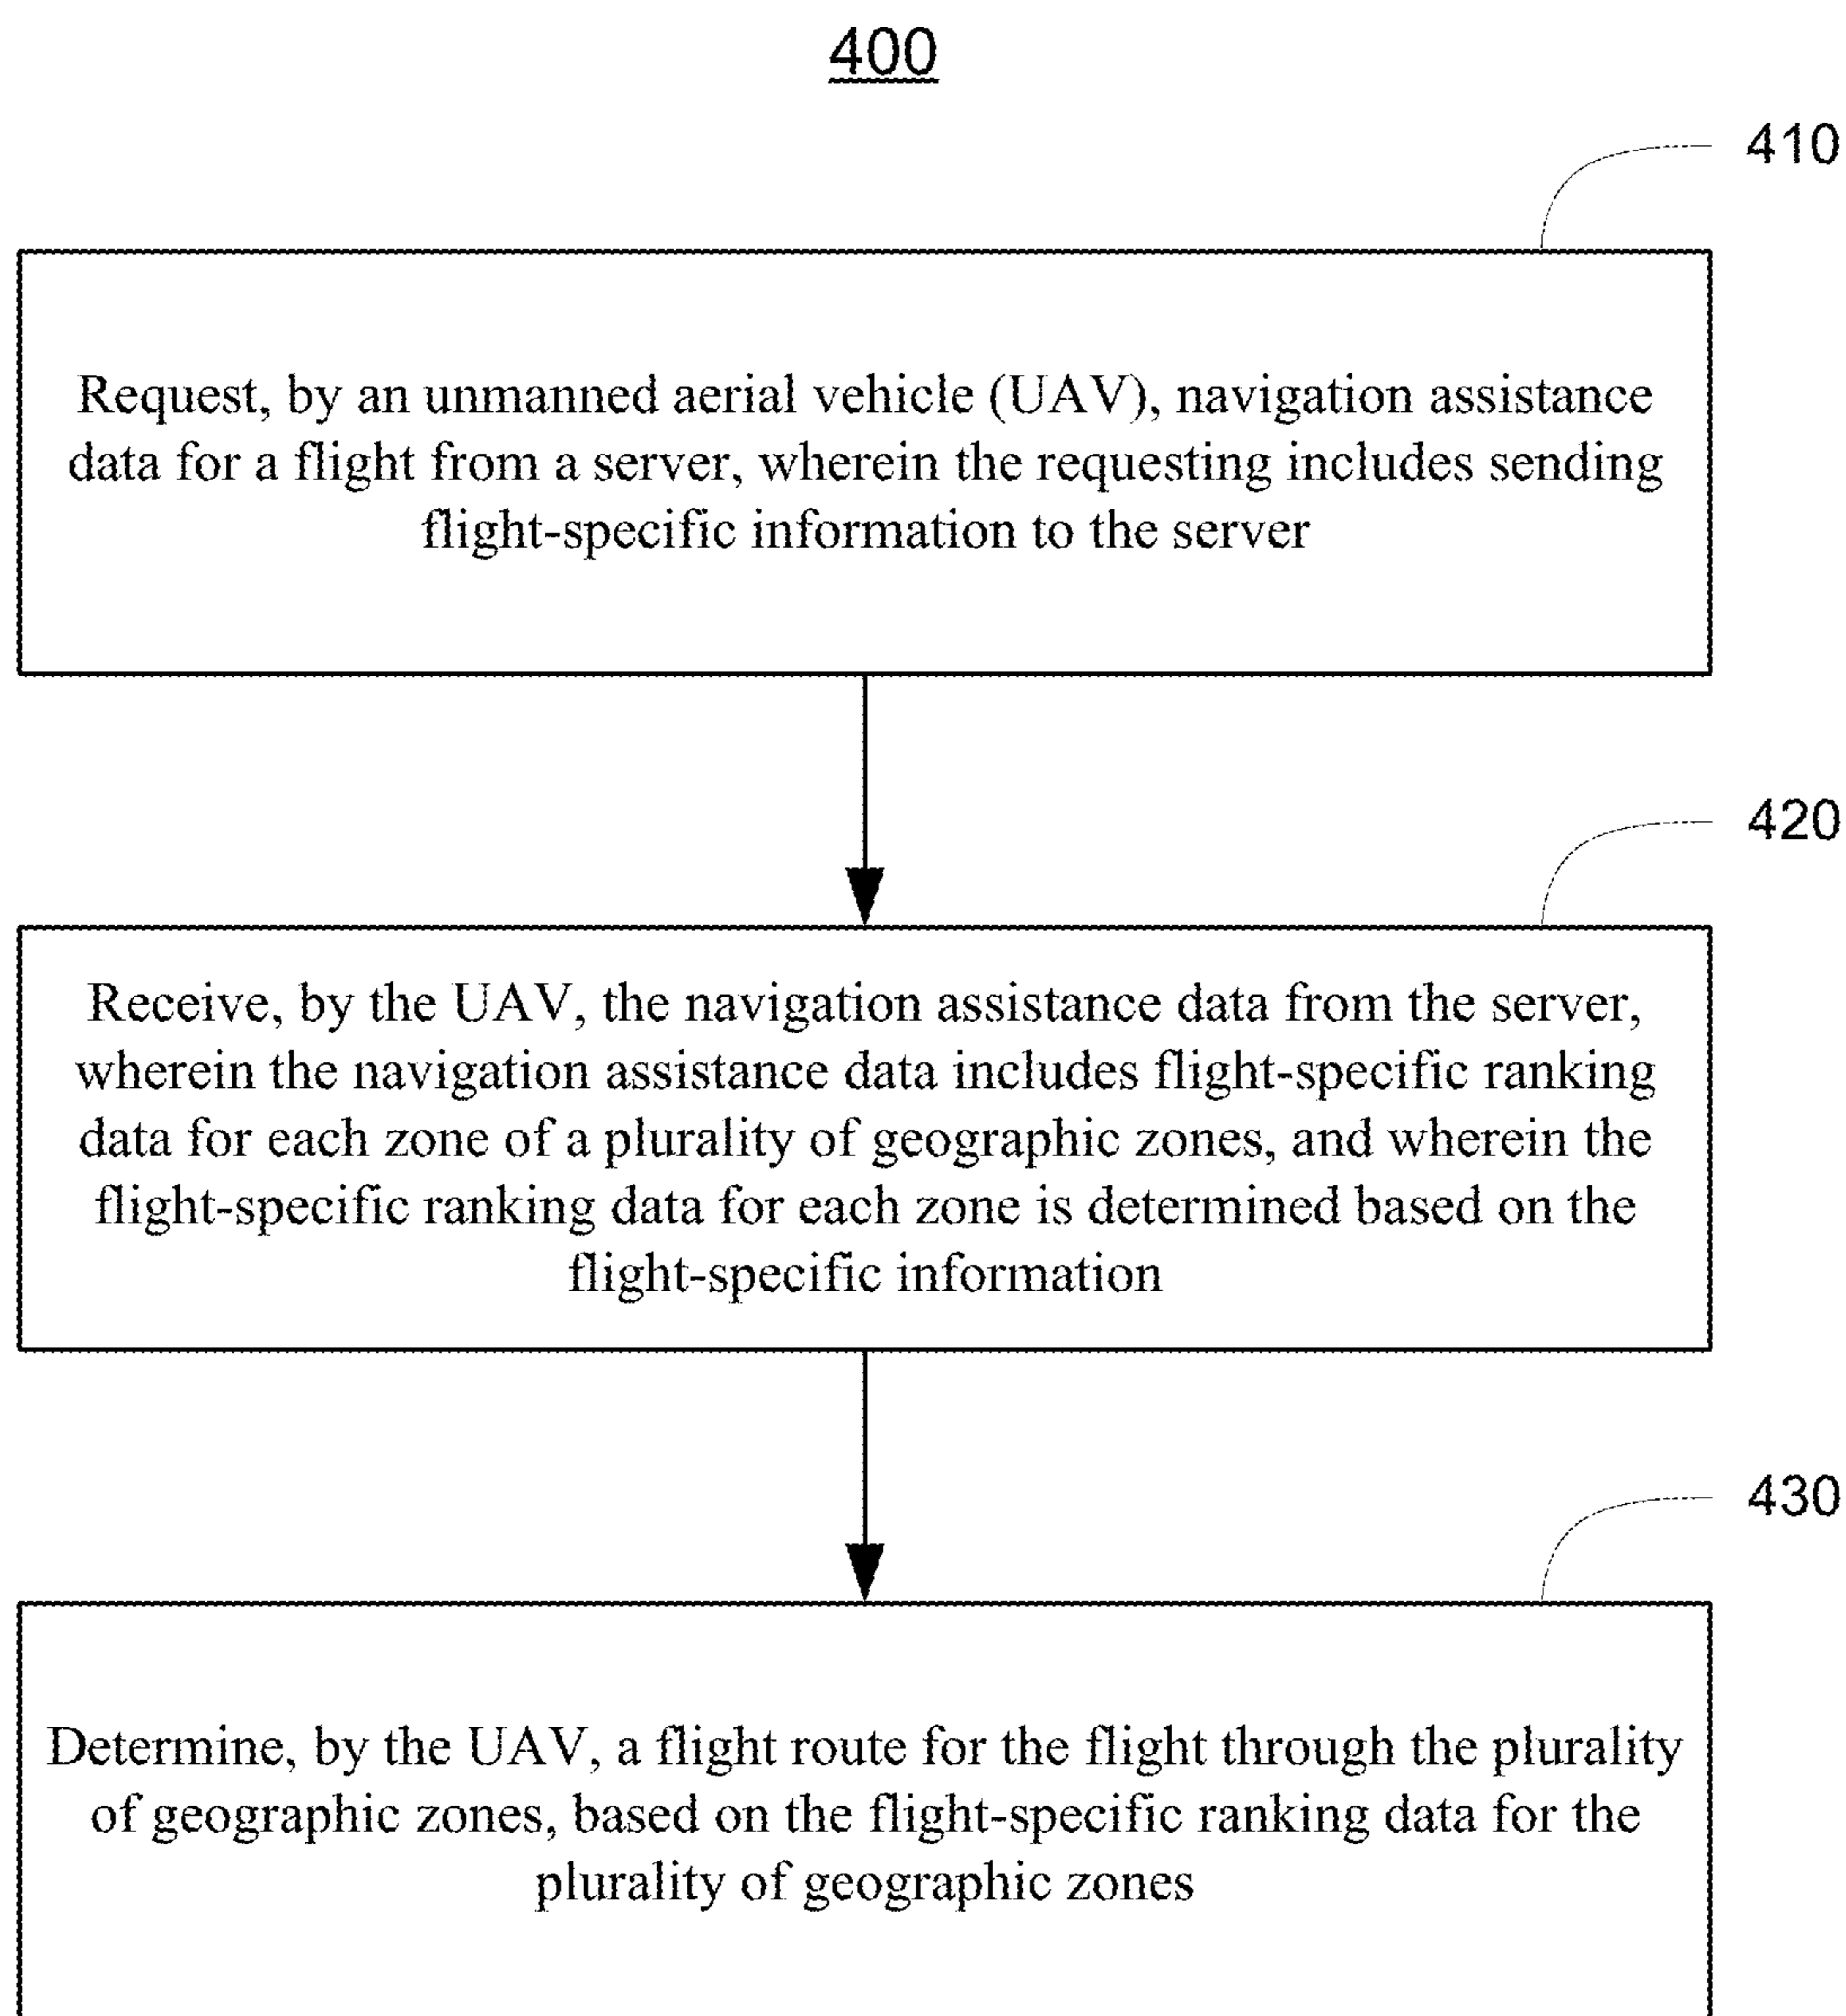 400
410
Request, by an unmanned aerial vehicle (UAV), navigation assistance
data for a flight from a server, wherein the requesting includes sending
flight-specific information to the server
420
Receive, by the UAV, the navigation assistance data from the server,
wherein the navigation assistance data includes flight-specific ranking
data for each zone of a plurality of geographic zones, and wherein the
flight-specific ranking data for each zone is determined based on the
flight-specific information
430
Determine, by the UAV, a flight route for the flight through the plurality
of geographic zones, based on the flight-specific ranking data for the
plurality of geographic zones